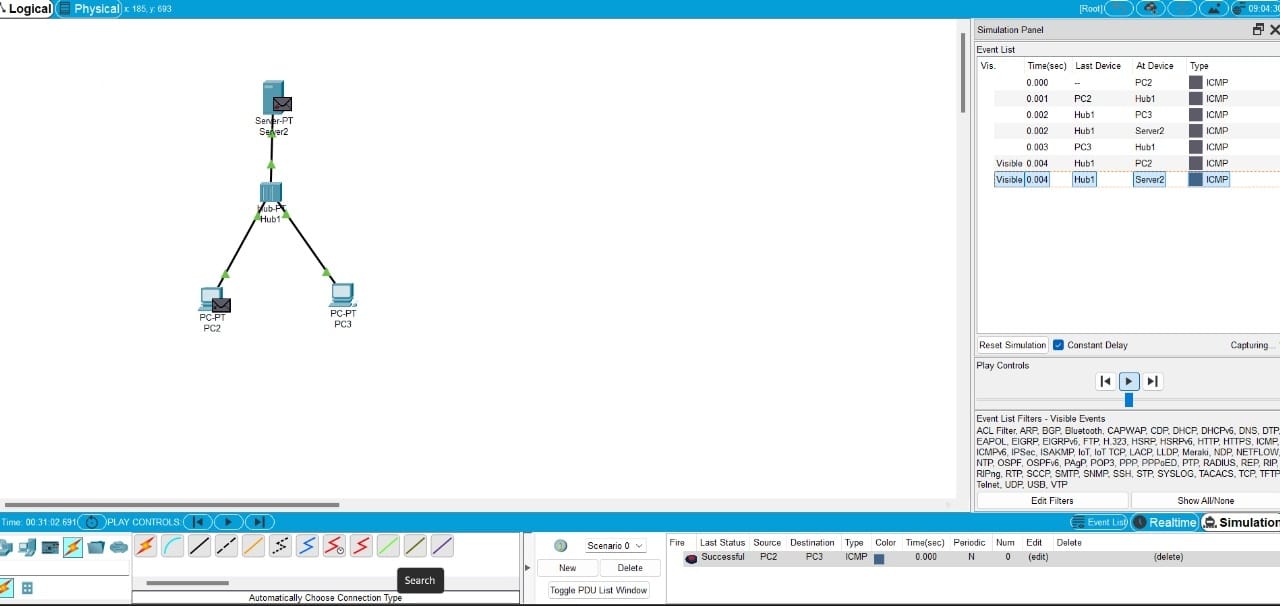 Logical Physical x: 185, y: 693 [Root] 09:04:30
Simulation Panel
Event List
Vis. Time(sec) Last Device At Device Type
0.000 -- PC2 ICMP
0.001 PC2 Hub1 ICMP
0.002 Hub1 PC3 ICMP
0.002 Hub1 Server2 ICMP
0.003 PC3 Hub1 ICMP
Visible 0.004 Hub1 PC2 ICMP
Visible 0.004 Hub1 Server2 ICMP
Server-PT
Server2
Hub-PT
Hub1
PC-PT
PC2
PC-PT
PC3
Reset Simulation Constant Delay Capturing...
Play Controls
Event List Filters - Visible Events
ACL Filter, ARP, BGP, Bluetooth, CAPWAP, CDP, DHCP, DHCPv6, DNS, DTP,
EAPOL, EIGRP, EIGRPv6, FTP, H.323, HSRP, HSRPv6, HTTP, HTTPS, ICMP,
ICMPv6, IPSec, ISAKMP, IoT, IoT TCP, LACP, LLDP, Meraki, NDP, NETFLOW,
NTP, OSPF, OSPFv6, PAgP, POP3, PPP, PPPoED, PTP, RADIUS, REP, RIP,
RIPng, RTP, SCCP, SMTP, SNMP, SSH, STP, SYSLOG, TACACS, TCP, TFTP,
Telnet, UDP, USB, VTP
Edit Filters Show All/None
Time: 00:31:02.691 PLAY CONTROLS: Event List Realtime Simulation
Scenario 0
New Delete
Toggle PDU List Window
Fire Last Status Source Destination Type Color Time(sec) Periodic Num Edit Delete
Successful PC2 PC3 ICMP 0.000 N 0 (edit) (delete)
Search
Automatically Choose Connection Type